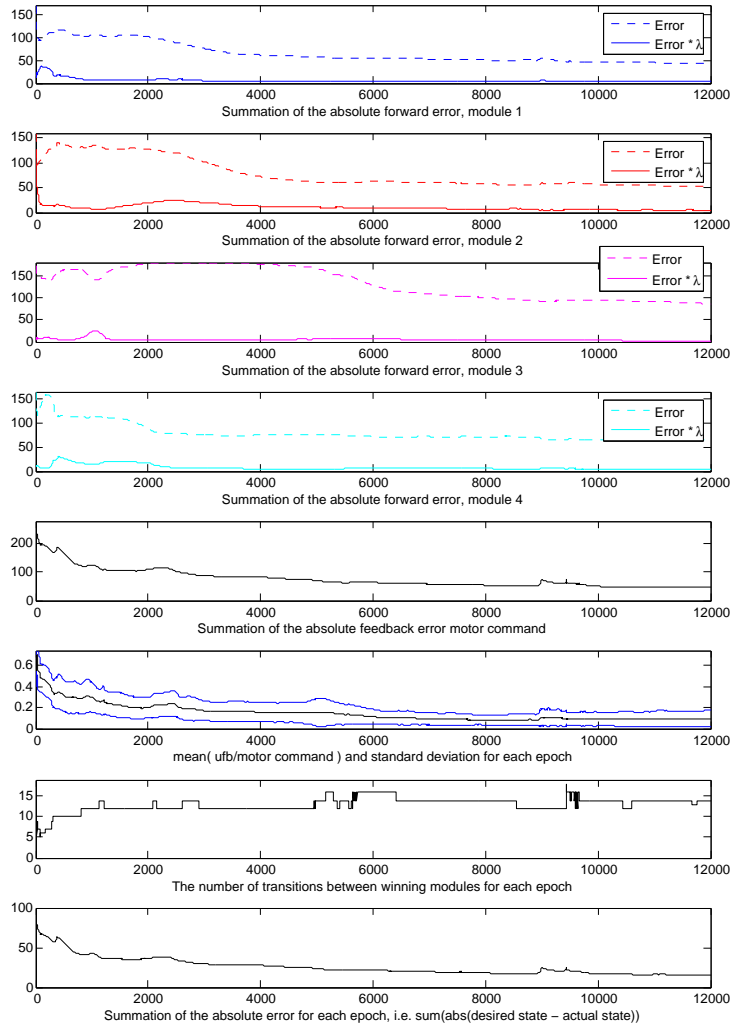 150
100
50
0
Error
Error * λ
0 2000 4000 6000 8000 10000 12000
Summation of the absolute forward error, module 1
150
100
50
0
Error
Error * λ
0 2000 4000 6000 8000 10000 12000
Summation of the absolute forward error, module 2
150
100
50
0
Error
Error * λ
0 2000 4000 6000 8000 10000 12000
Summation of the absolute forward error, module 3
150
100
50
0
Error
Error * λ
0 2000 4000 6000 8000 10000 12000
Summation of the absolute forward error, module 4
200
100
0
0 2000 4000 6000 8000 10000 12000
Summation of the absolute feedback error motor command
0.6
0.4
0.2
0
0 2000 4000 6000 8000 10000 12000
mean( ufb/motor command ) and standard deviation for each epoch
15
10
5
0
0 2000 4000 6000 8000 10000 12000
The number of transitions between winning modules for each epoch
100
50
0
0 2000 4000 6000 8000 10000 12000
Summation of the absolute error for each epoch, i.e. sum(abs(desired state − actual state))